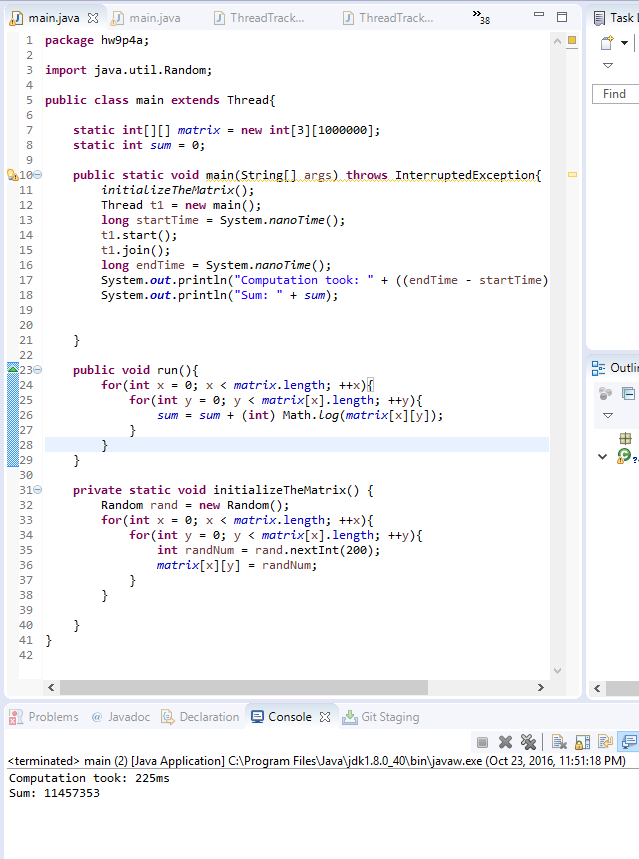 main.java
main.java
ThreadTrack...
ThreadTrack...
»38
Task L
Find
1 package hw9p4a;
2
3 import java.util.Random;
4
5 public class main extends Thread{
6
7 static int[][] matrix = new int[3][1000000];
8 static int sum = 0;
9
10 public static void main(String[] args) throws InterruptedException{
11 initializeTheMatrix();
12 Thread t1 = new main();
13 long startTime = System.nanoTime();
14 t1.start();
15 t1.join();
16 long endTime = System.nanoTime();
17 System.out.println("Computation took: " + ((endTime - startTime)
18 System.out.println("Sum: " + sum);
19
20
21 }
22
23 public void run(){
24 for(int x = 0; x < matrix.length; ++x){
25 for(int y = 0; y < matrix[x].length; ++y){
26 sum = sum + (int) Math.log(matrix[x][y]);
27 }
28 }
29 }
30
31 private static void initializeTheMatrix() {
32 Random rand = new Random();
33 for(int x = 0; x < matrix.length; ++x){
34 for(int y = 0; y < matrix[x].length; ++y){
35 int randNum = rand.nextInt(200);
36 matrix[x][y] = randNum;
37 }
38 }
39
40 }
41 }
42
Outlin
Problems
@ Javadoc
Declaration
Console
Git Staging
<terminated> main (2) [Java Application] C:\Program Files\Java\jdk1.8.0_40\bin\javaw.exe (Oct 23, 2016, 11:51:18 PM)
Computation took: 225ms
Sum: 11457353